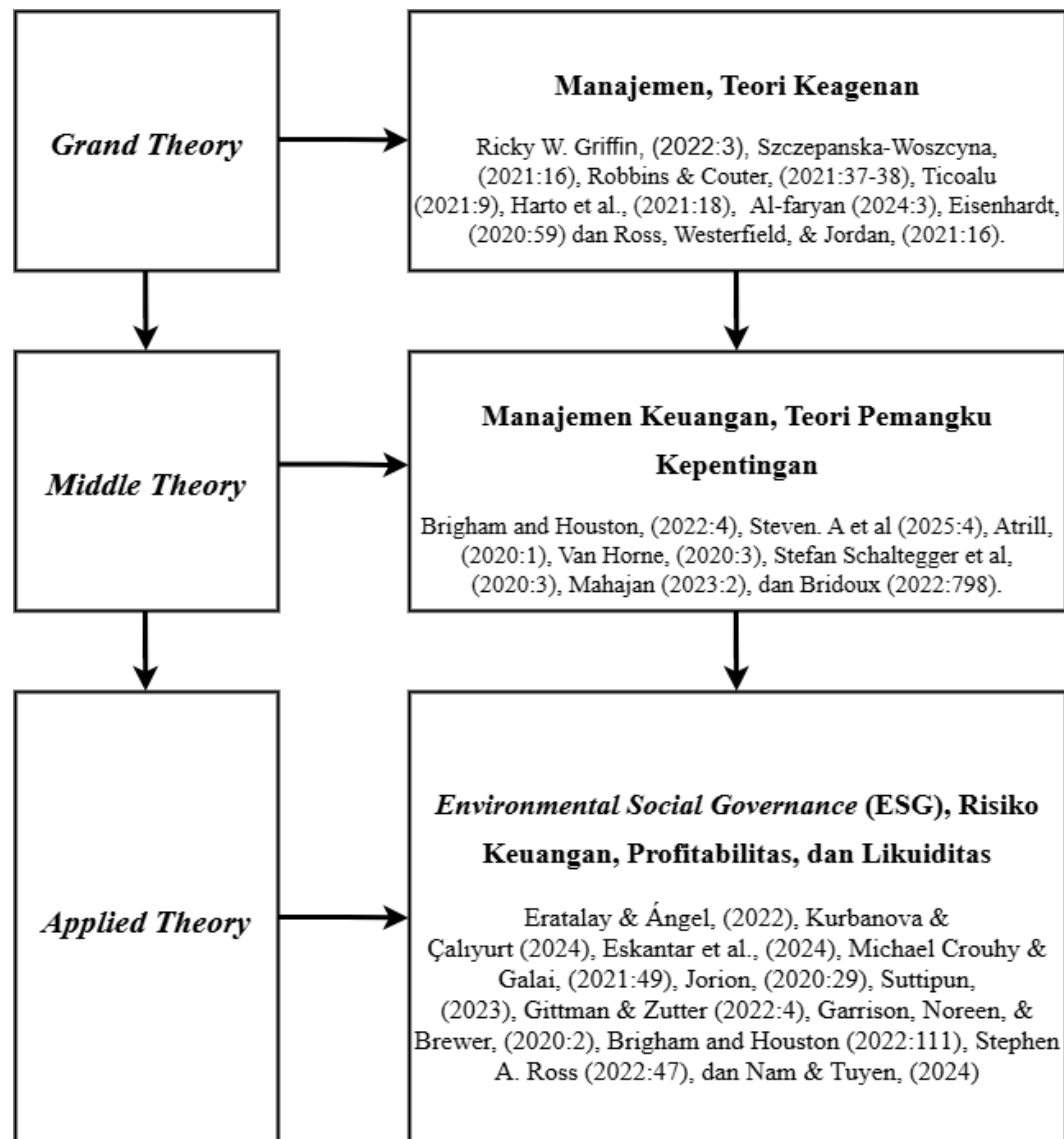 Grand Theory
Manajemen, Teori Keagenan
Ricky W. Griffin, (2022:3), Szczepanska-Woszcyna,
(2021:16), Robbins & Couter, (2021:37-38), Ticoalu
(2021:9), Harto et al., (2021:18), Al-faryan (2024:3), Eisenhardt,
(2020:59) dan Ross, Westerfield, & Jordan, (2021:16).
Middle Theory
Manajemen Keuangan, Teori Pemangku
Kepentingan
Brigham and Houston, (2022:4), Steven. A et al (2025:4), Atrill,
(2020:1), Van Horne, (2020:3), Stefan Schaltegger et al,
(2020:3), Mahajan (2023:2), dan Bridoux (2022:798).
Applied Theory
Environmental Social Governance (ESG), Risiko
Keuangan, Profitabilitas, dan Likuiditas
Eratalay & Ángel, (2022), Kurbanova &
Çalıyurt (2024), Eskantar et al., (2024), Michael Crouhy &
Galai, (2021:49), Jorion, (2020:29), Suttipun,
(2023), Gittman & Zutter (2022:4), Garrison, Noreen, &
Brewer, (2020:2), Brigham and Houston (2022:111), Stephen
A. Ross (2022:47), dan Nam & Tuyen, (2024)